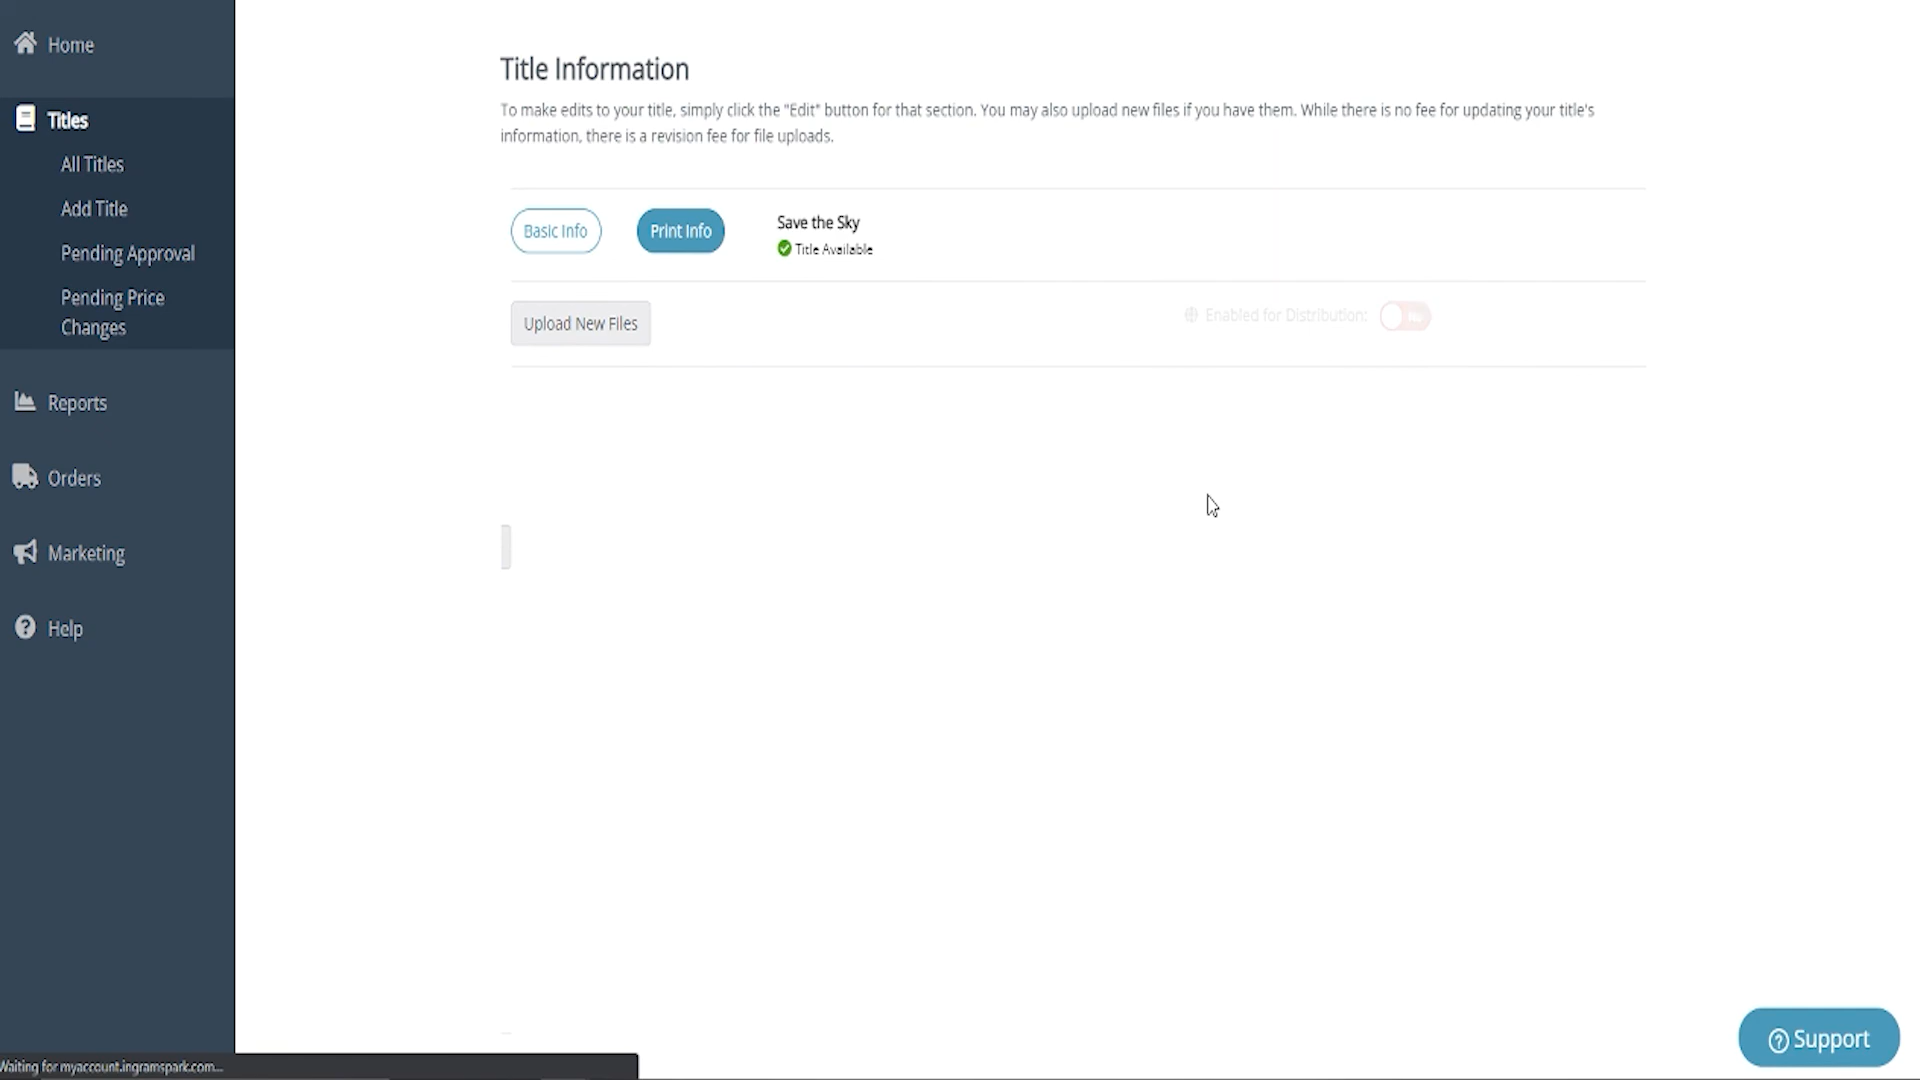 Home
Titles
All Titles
Add Title
Pending Approval
Pending Price
Changes
Reports
Orders
Marketing
Help
Title Information
To make edits to your title, simply click the "Edit" button for that section. You may also upload new files if you have them. While there is no fee for updating your title's
information, there is a revision fee for file uploads.
Basic Info
Print Info
Save the Sky
Title Available
Upload New Files
Enabled for Distribution:
No
Support
Waiting for myaccount.ingramspark.com...